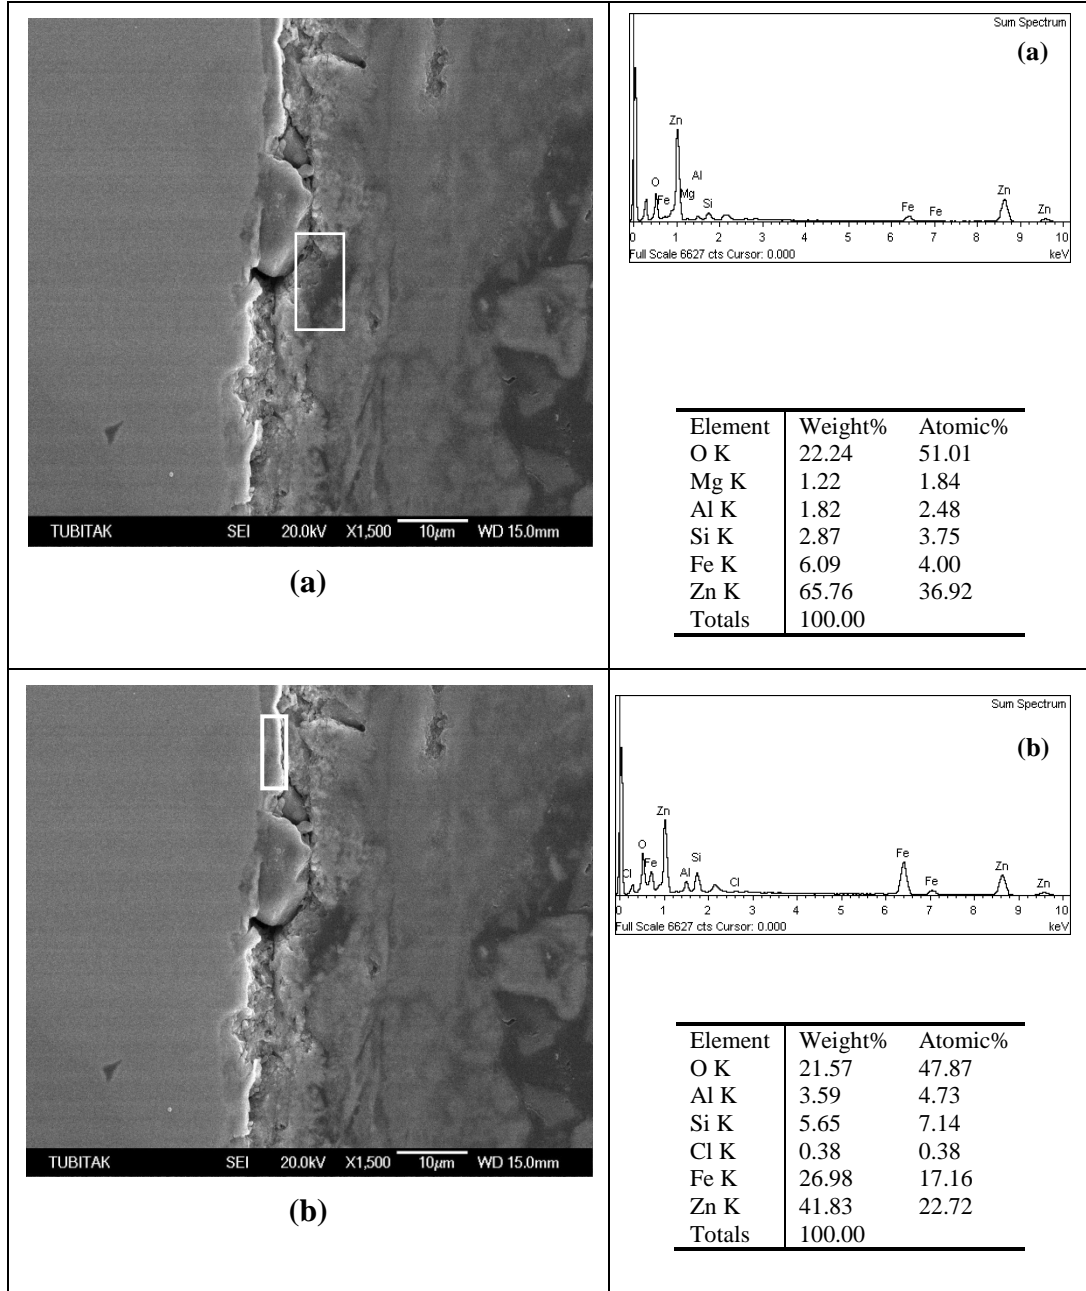 TUBITAK SEI 20.0kV X1,500 10µm WD 15.0mm
(a)
Sum Spectrum
(a)
Zn
O
Fe
Mg
Al
Si
Fe
Fe
Zn
Zn
0 1 2 3 4 5 6 7 8 9 10
Full Scale 6627 cts Cursor: 0.000 keV
Element Weight% Atomic%
O K 22.24 51.01
Mg K 1.22 1.84
Al K 1.82 2.48
Si K 2.87 3.75
Fe K 6.09 4.00
Zn K 65.76 36.92
Totals 100.00
TUBITAK SEI 20.0kV X1,500 10µm WD 15.0mm
(b)
Sum Spectrum
(b)
Cl
O
Fe
Zn
Al
Si
Cl
Fe
Fe
Zn
Zn
0 1 2 3 4 5 6 7 8 9 10
Full Scale 6627 cts Cursor: 0.000 keV
Element Weight% Atomic%
O K 21.57 47.87
Al K 3.59 4.73
Si K 5.65 7.14
Cl K 0.38 0.38
Fe K 26.98 17.16
Zn K 41.83 22.72
Totals 100.00